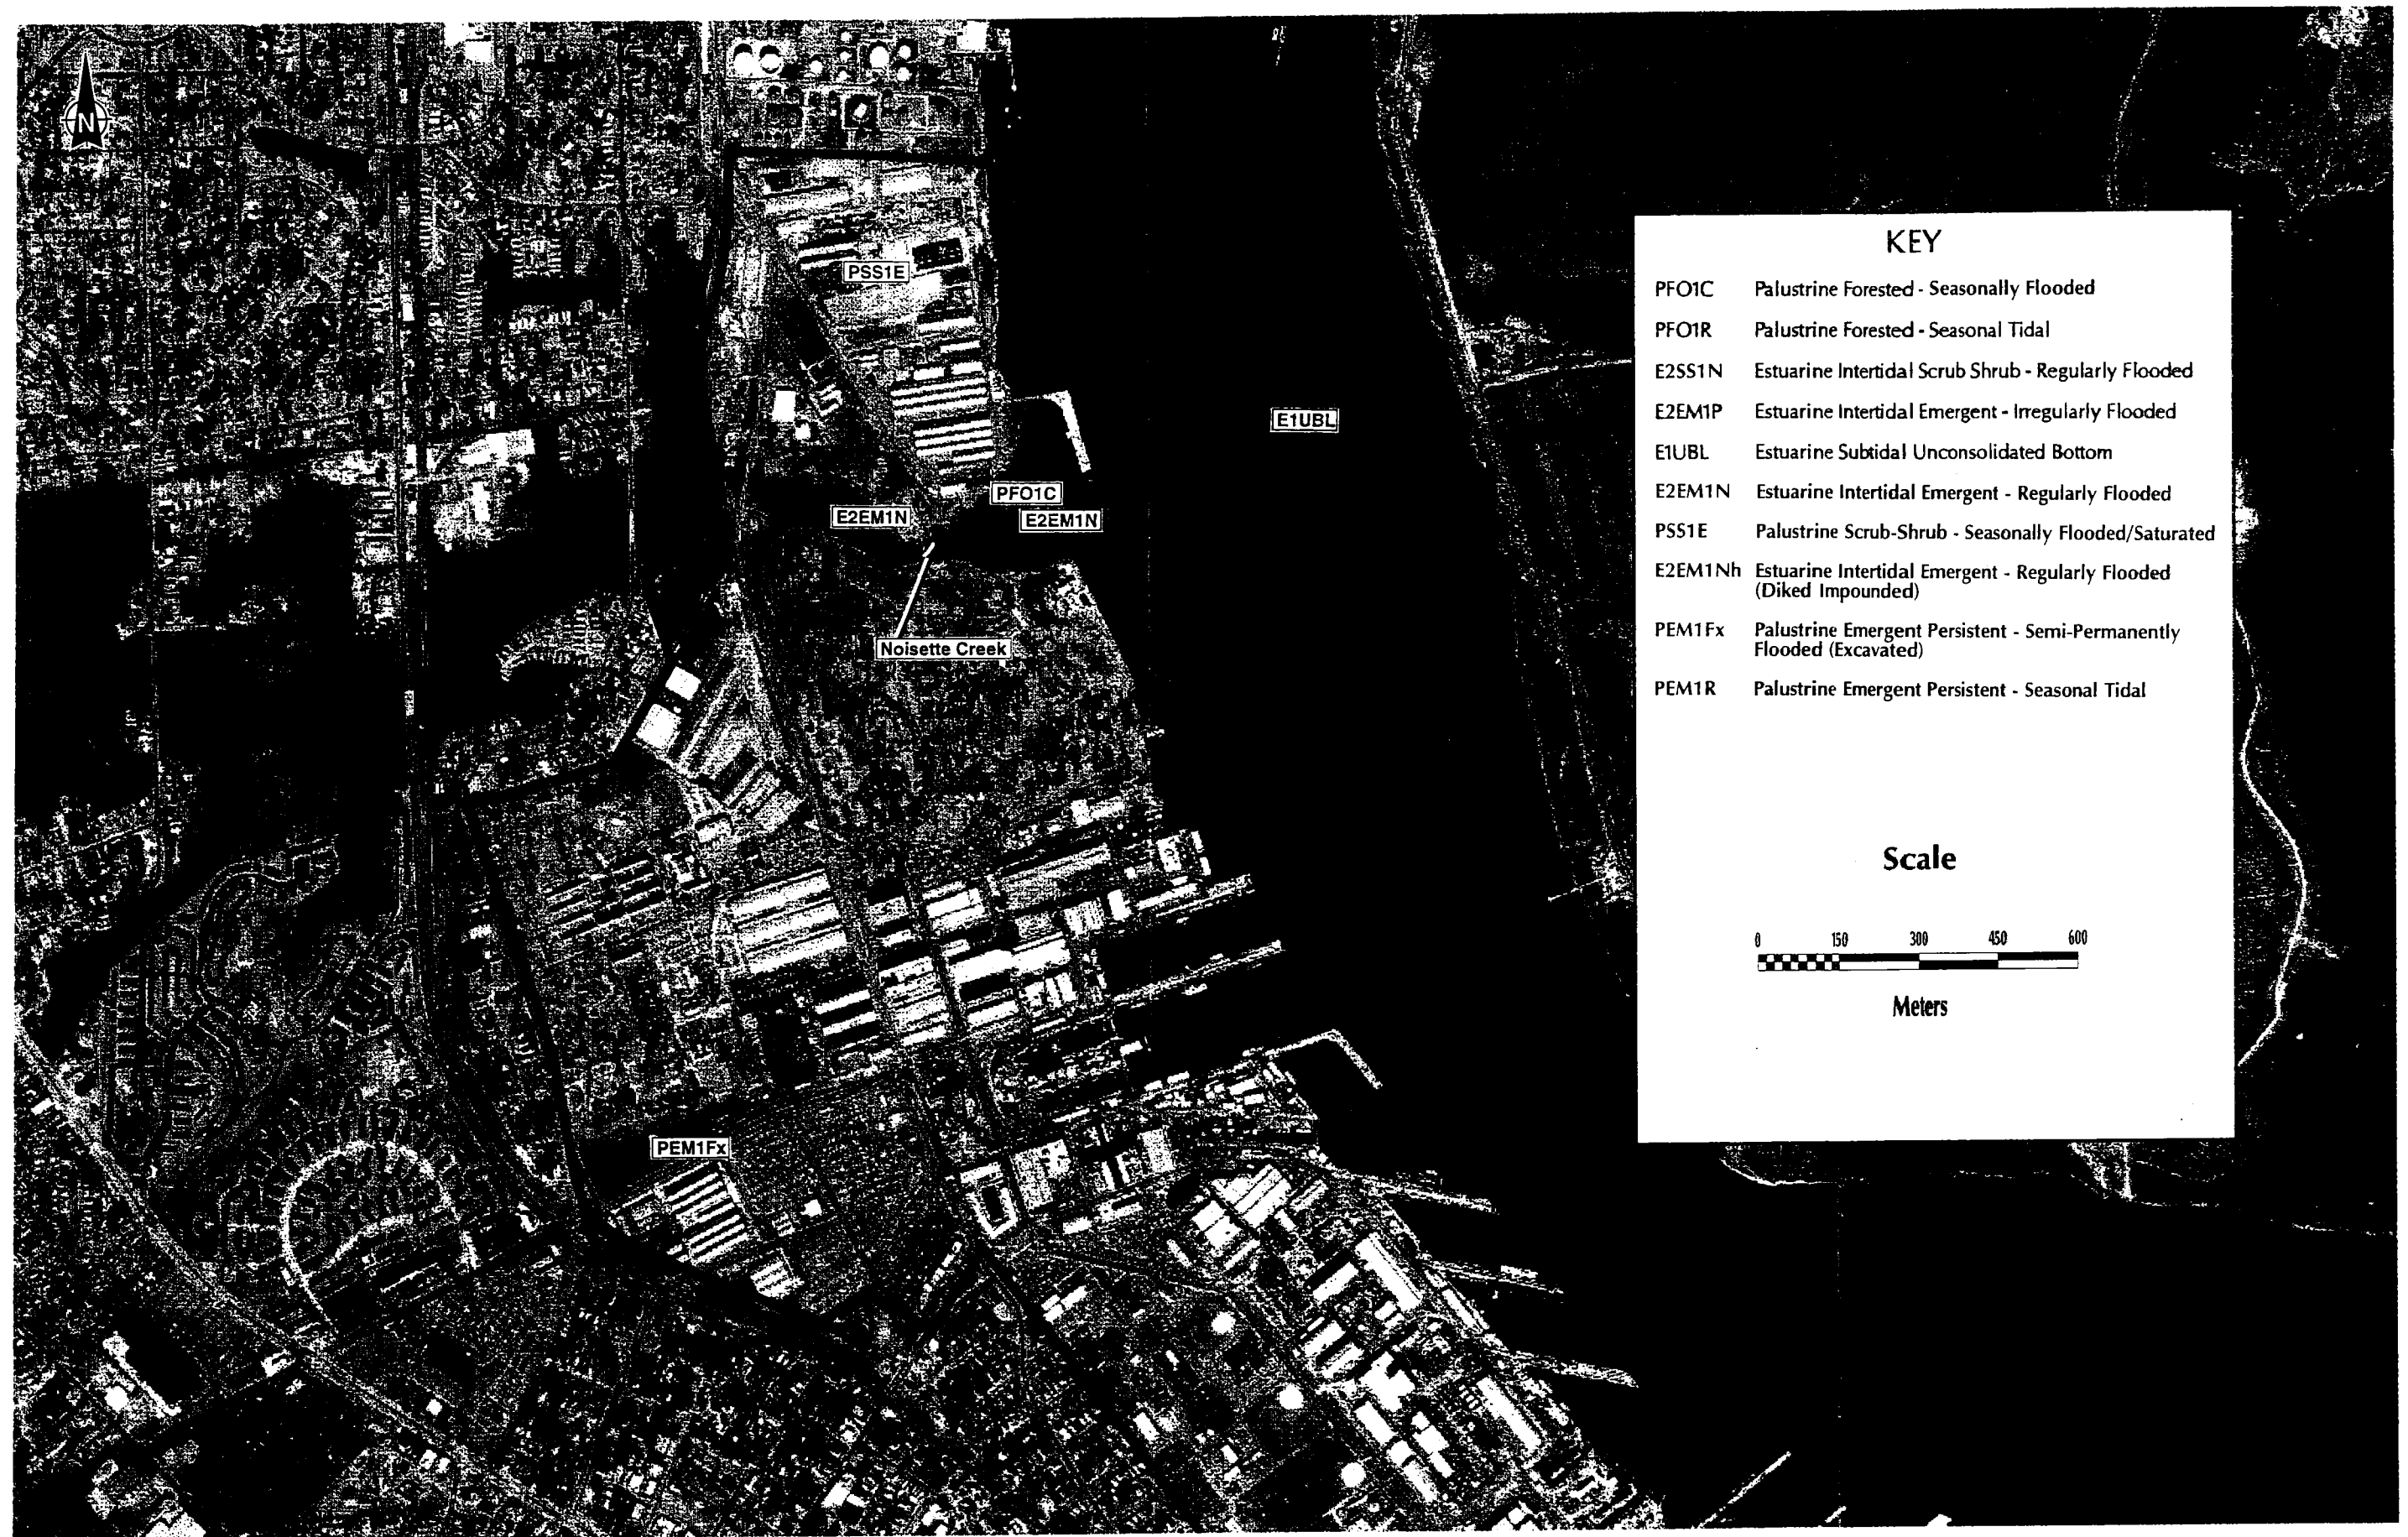 N
PSS1E
E1UBL
PFO1C
E2EM1N
E2EM1N
Noisette Creek
PEM1Fx
KEY
PFO1C Palustrine Forested - Seasonally Flooded
PFO1R Palustrine Forested - Seasonal Tidal
E2SS1N Estuarine Intertidal Scrub Shrub - Regularly Flooded
E2EM1P Estuarine Intertidal Emergent - Irregularly Flooded
E1UBL Estuarine Subtidal Unconsolidated Bottom
E2EM1N Estuarine Intertidal Emergent - Regularly Flooded
PSS1E Palustrine Scrub-Shrub - Seasonally Flooded/Saturated
E2EM1Nh Estuarine Intertidal Emergent - Regularly Flooded
(Diked Impounded)
PEM1Fx Palustrine Emergent Persistent - Semi-Permanently
Flooded (Excavated)
PEM1R Palustrine Emergent Persistent - Seasonal Tidal
Scale
0 150 300 450 600
Meters